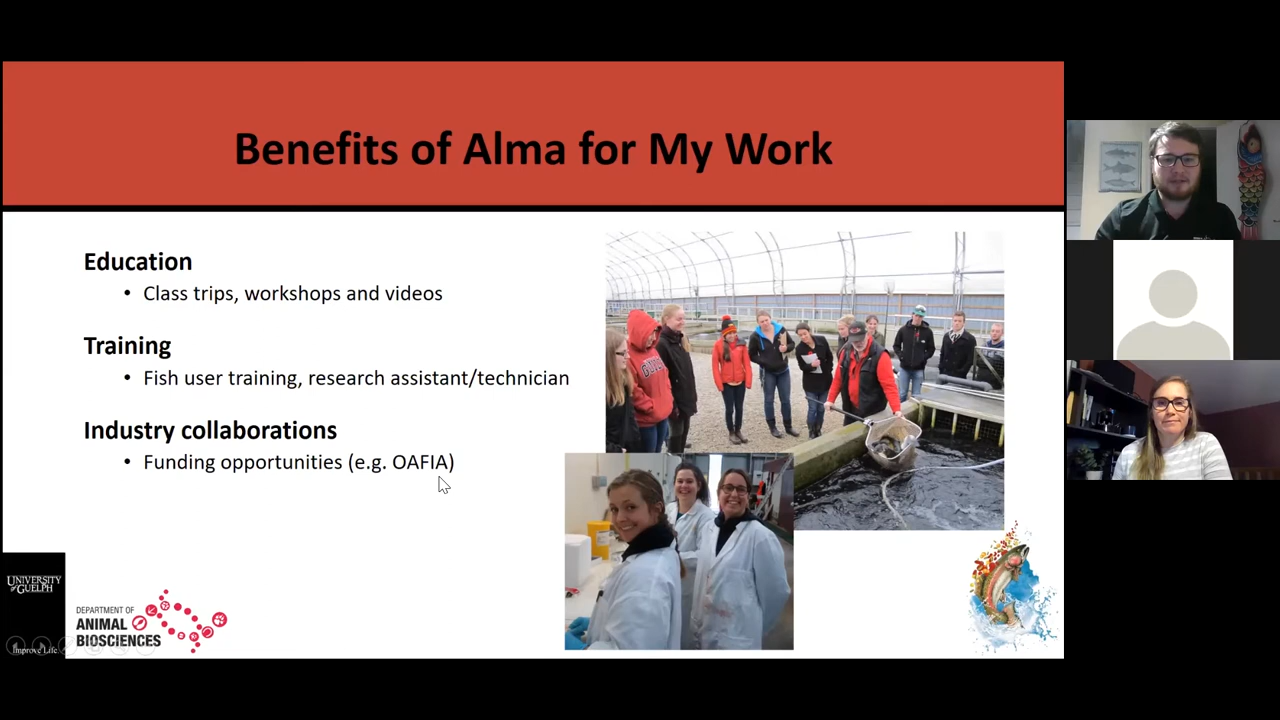 Benefits of Alma for My Work
Education
• Class trips, workshops and videos
Training
• Fish user training, research assistant/technician
Industry collaborations
• Funding opportunities (e.g. OAFIA)
UNIVERSITY
OF GUELPH
Improve Life.
DEPARTMENT OF
ANIMAL
BIOSCIENCES